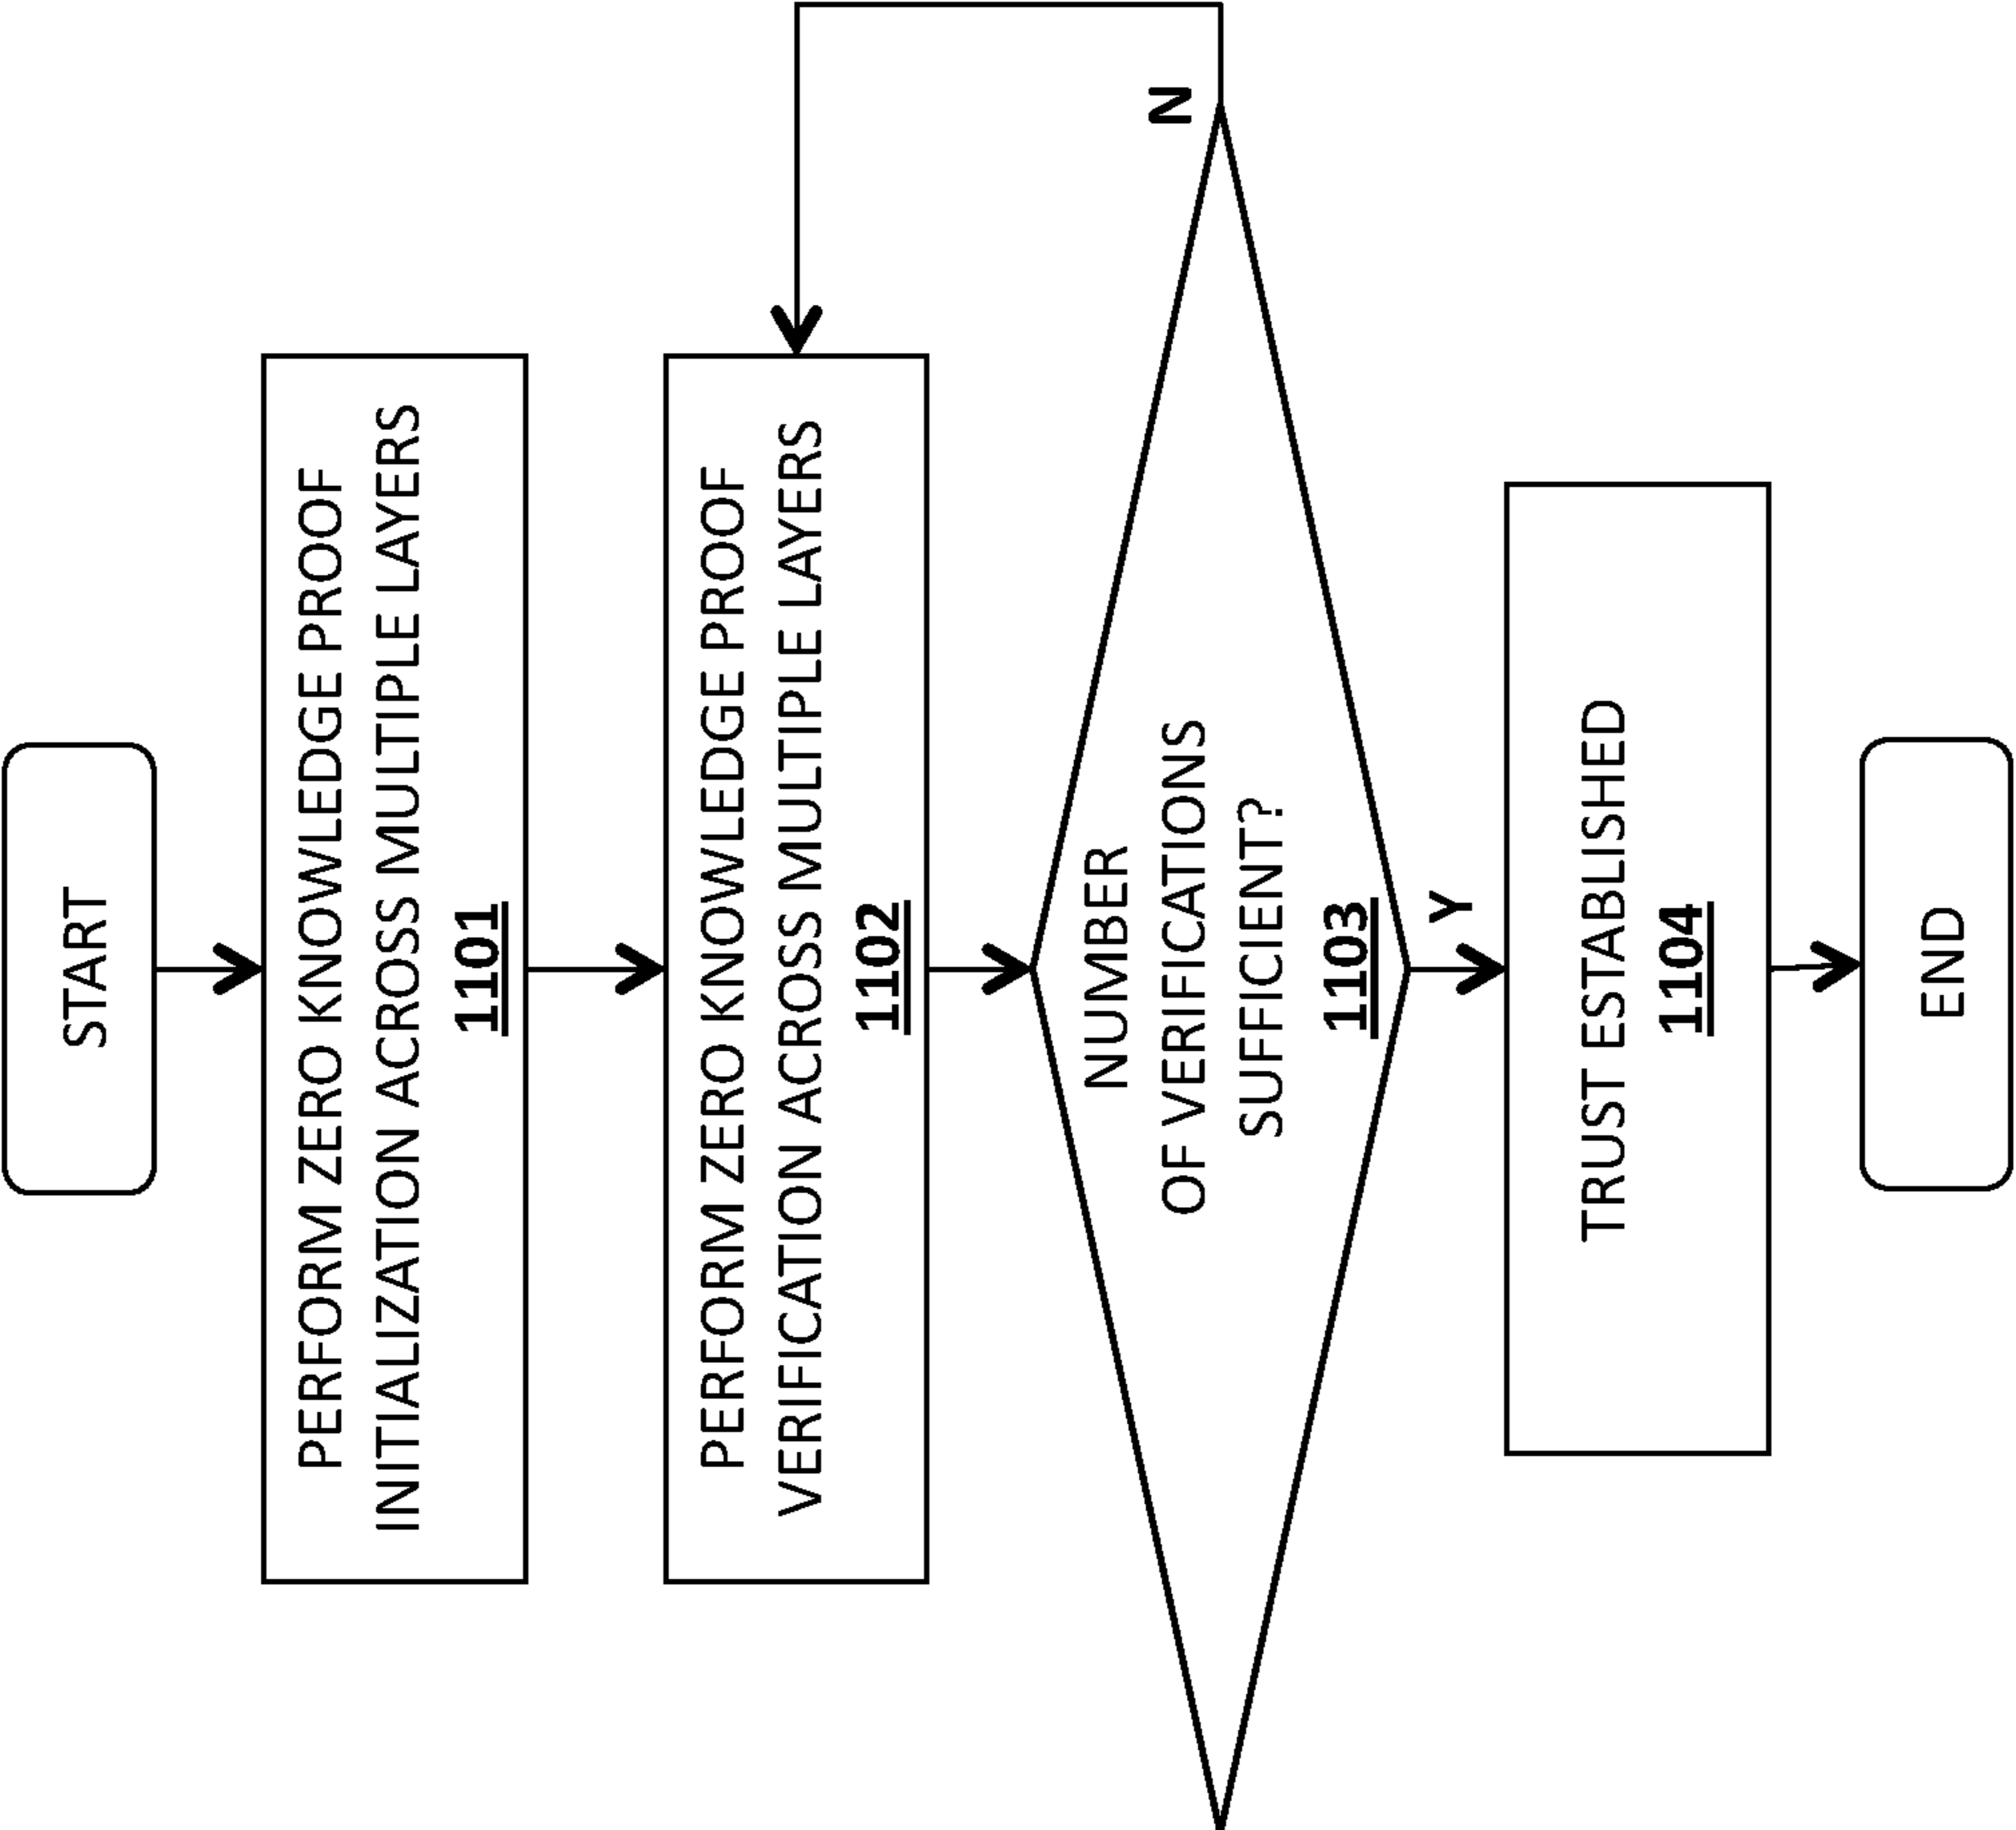 START
PERFORM ZERO KNOWLEDGE PROOF
INITIALIZATION ACROSS MULTIPLE LAYERS
1101
PERFORM ZERO KNOWLEDGE PROOF
VERIFICATION ACROSS MULTIPLE LAYERS
1102
NUMBER
OF VERIFICATIONS
SUFFICIENT?
1103
N
Y
TRUST ESTABLISHED
1104
END